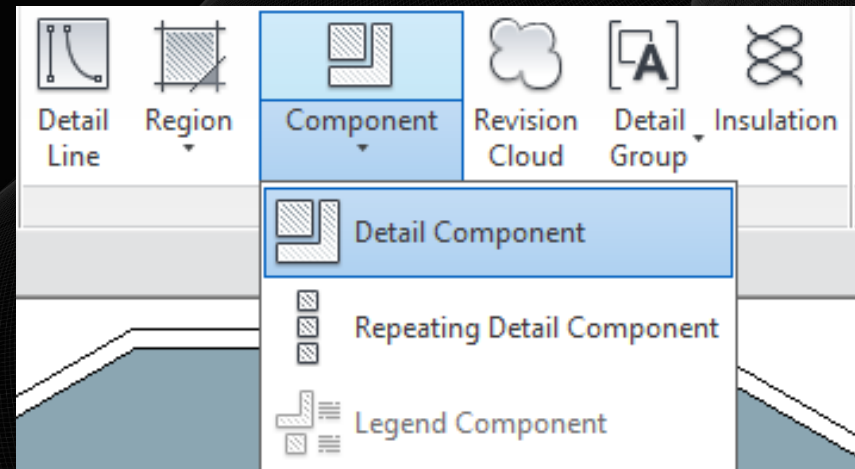 Detail Line
Region
Component
Revision Cloud
Detail Group
Insulation
Detail Component
Repeating Detail Component
Legend Component